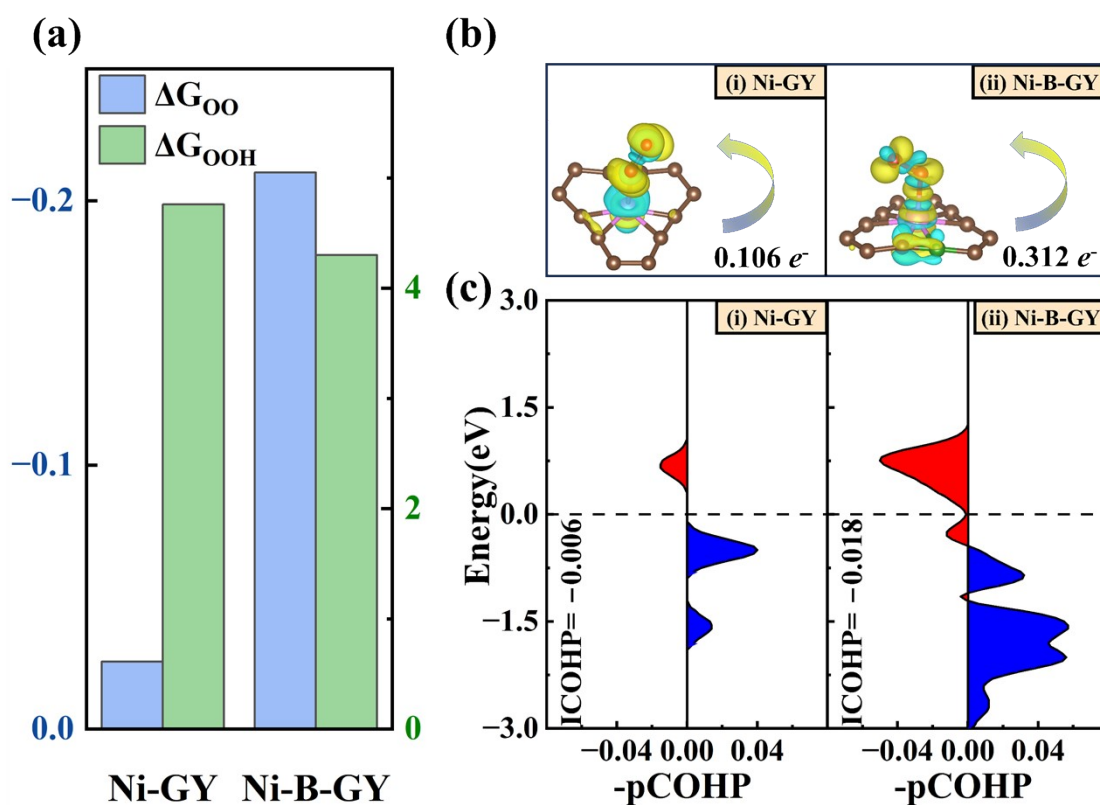 (a)
ΔG_OO
ΔG_OOH
−0.2
−0.1
0.0
4
2
0
Ni-GY Ni-B-GY
(b)
(i) Ni-GY
0.106 e⁻
(ii) Ni-B-GY
0.312 e⁻
(c)
Energy(eV)
3.0
1.5
0.0
−1.5
−3.0
(i) Ni-GY
ICOHP= −0.006
−0.04 0.00 0.04
-pCOHP
(ii) Ni-B-GY
ICOHP= −0.018
−0.04 0.00 0.04
-pCOHP